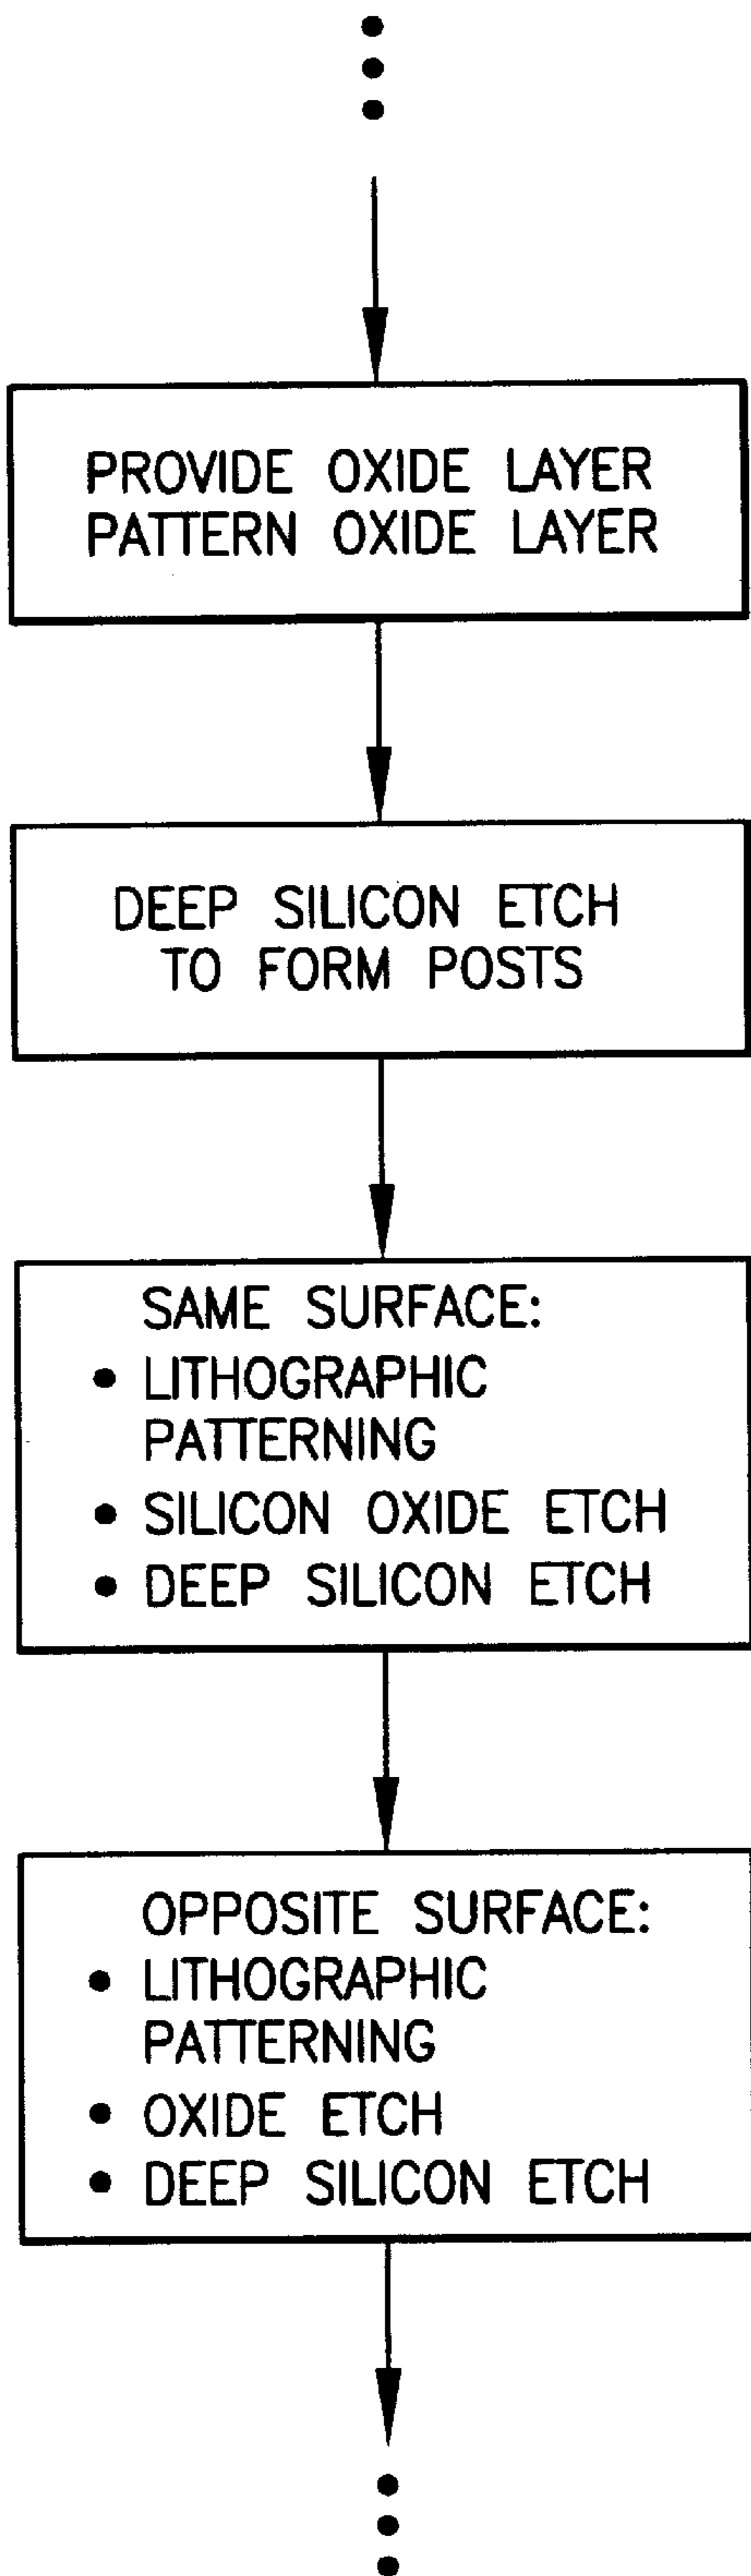 PROVIDE OXIDE LAYER
PATTERN OXIDE LAYER
DEEP SILICON ETCH
TO FORM POSTS
SAME SURFACE:
• LITHOGRAPHIC
PATTERNING
• SILICON OXIDE ETCH
• DEEP SILICON ETCH
OPPOSITE SURFACE:
• LITHOGRAPHIC
PATTERNING
• OXIDE ETCH
• DEEP SILICON ETCH